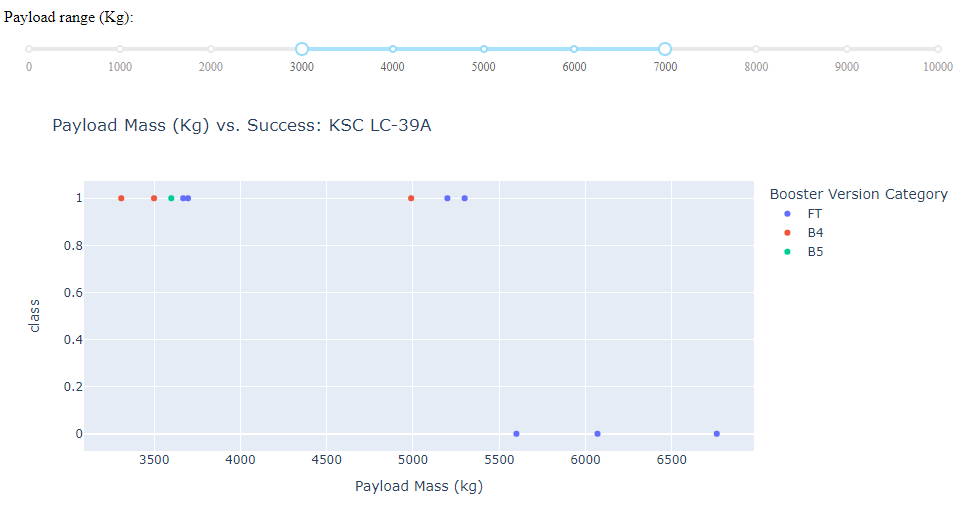 Payload range (Kg):
0 1000 2000 3000 4000 5000 6000 7000 8000 9000 10000
Payload Mass (Kg) vs. Success: KSC LC-39A
Booster Version Category
FT
B4
B5
1
0.8
0.6
0.4
0.2
0
class
3500 4000 4500 5000 5500 6000 6500
Payload Mass (kg)